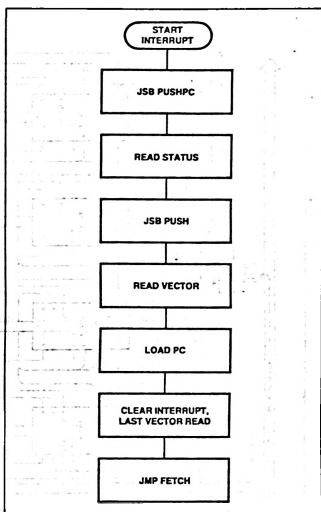 START
INTERRUPT
JSB PUSHPC
READ STATUS
JSB PUSH
READ VECTOR
LOAD PC
CLEAR INTERRUPT,
LAST VECTOR READ
JMP FETCH